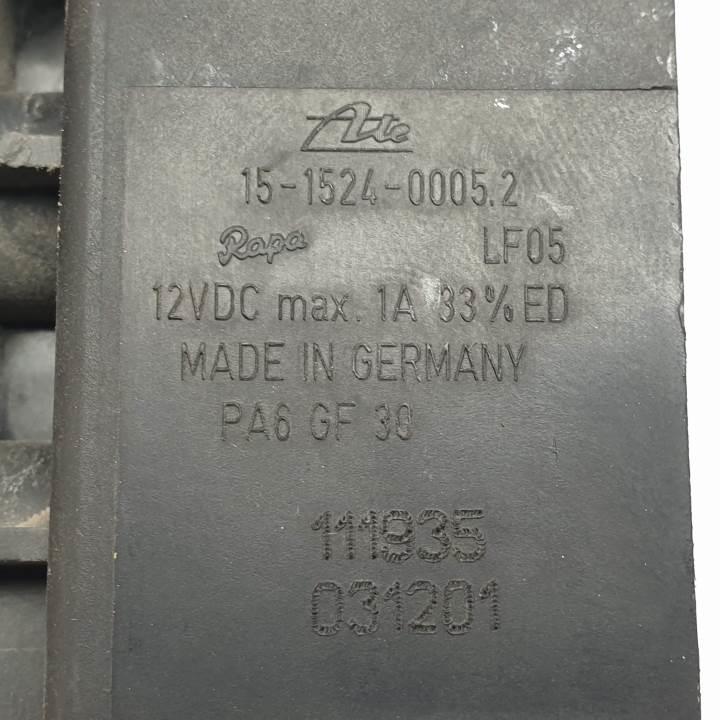 Ate
15-1524-0005.2
Rapa LF05
12VDC max. 1A 33%ED
MADE IN GERMANY
PA6 GF 30
111935
031201